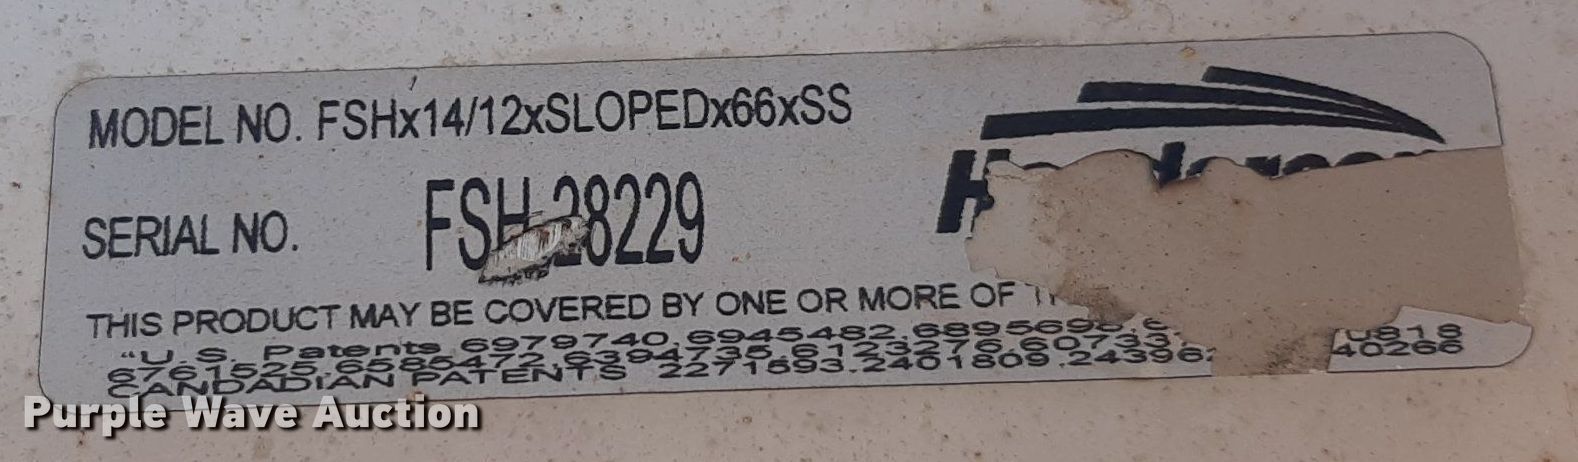 MODEL NO. FSHx14/12xSLOPEDx66xSS
SERIAL NO. FSH-28229
THIS PRODUCT MAY BE COVERED BY ONE OR MORE OF
"U.S. Patents 6979740,6945482,6895695,
6761525,6585472,6394735,6123276,60733
CANDADIAN PATENTS 2271693.2401809.24396
Purple Wave Auction